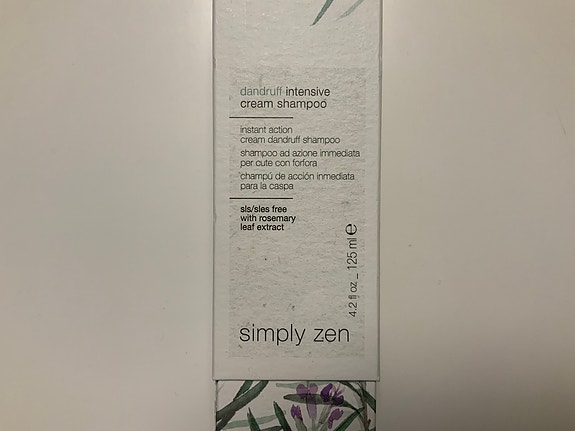 dandruff intensive
cream shampoo
instant action
cream dandruff shampoo
shampoo ad azione immediata
per cute con forfora
champú de acción inmediata
para la caspa
sls/sles free
with rosemary
leaf extract
4.2 fl oz _ 125 ml ℮
simply zen